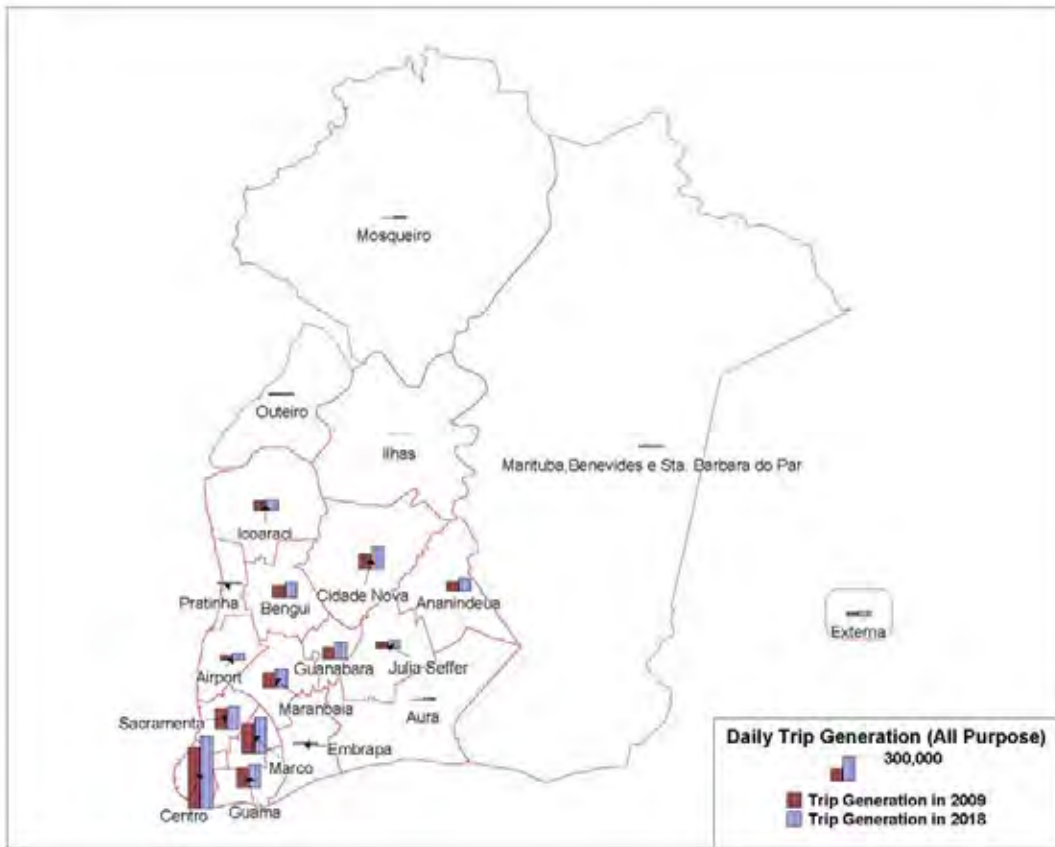 Mosqueiro
Outeiro
Ilhas
Marituba,Benevides e Sta. Barbara do Par
Icoaraci
Pratinha
Bengui
Cidade Nova
Ananindeua
Externa
Airport
Guanabara
Julia Seffer
Maranbaia
Aura
Sacramenta
Embrapa
Marco
Centro
Guama
Daily Trip Generation (All Purpose)
300,000
Trip Generation in 2009
Trip Generation in 2018